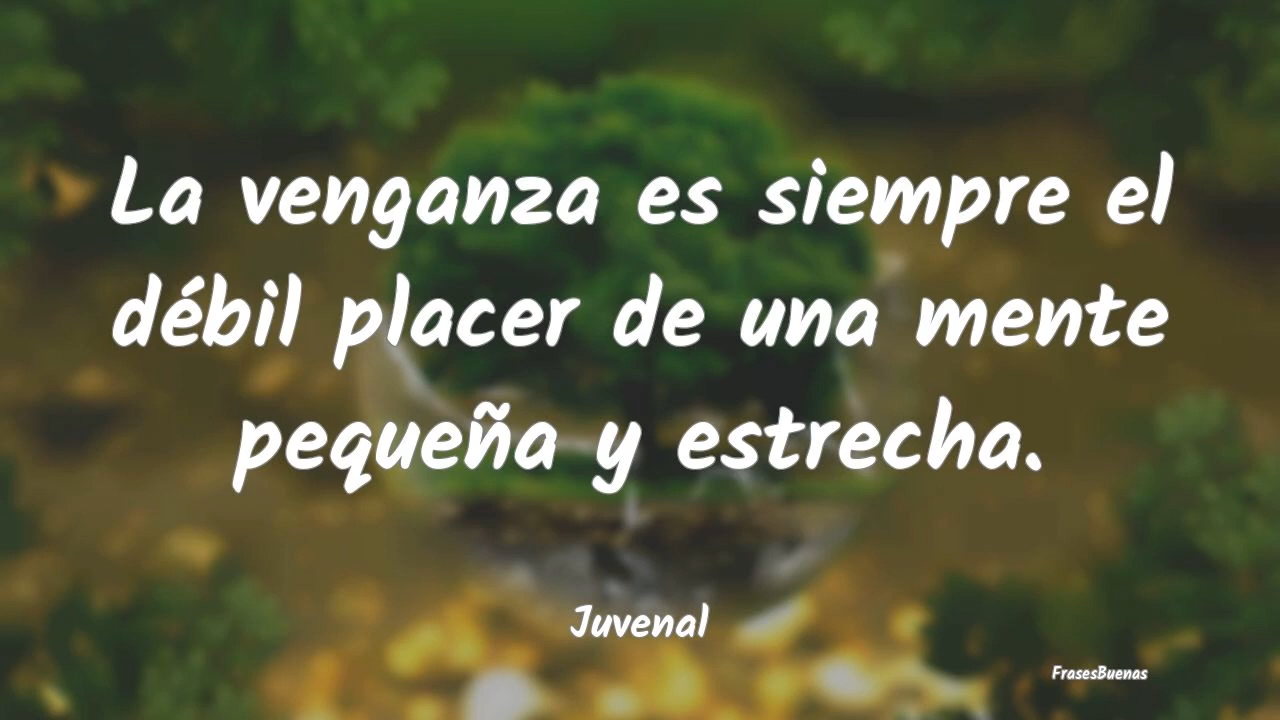 La venganza es siempre el
débil placer de una mente
pequeña y estrecha.
Juvenal
FrasesBuenas